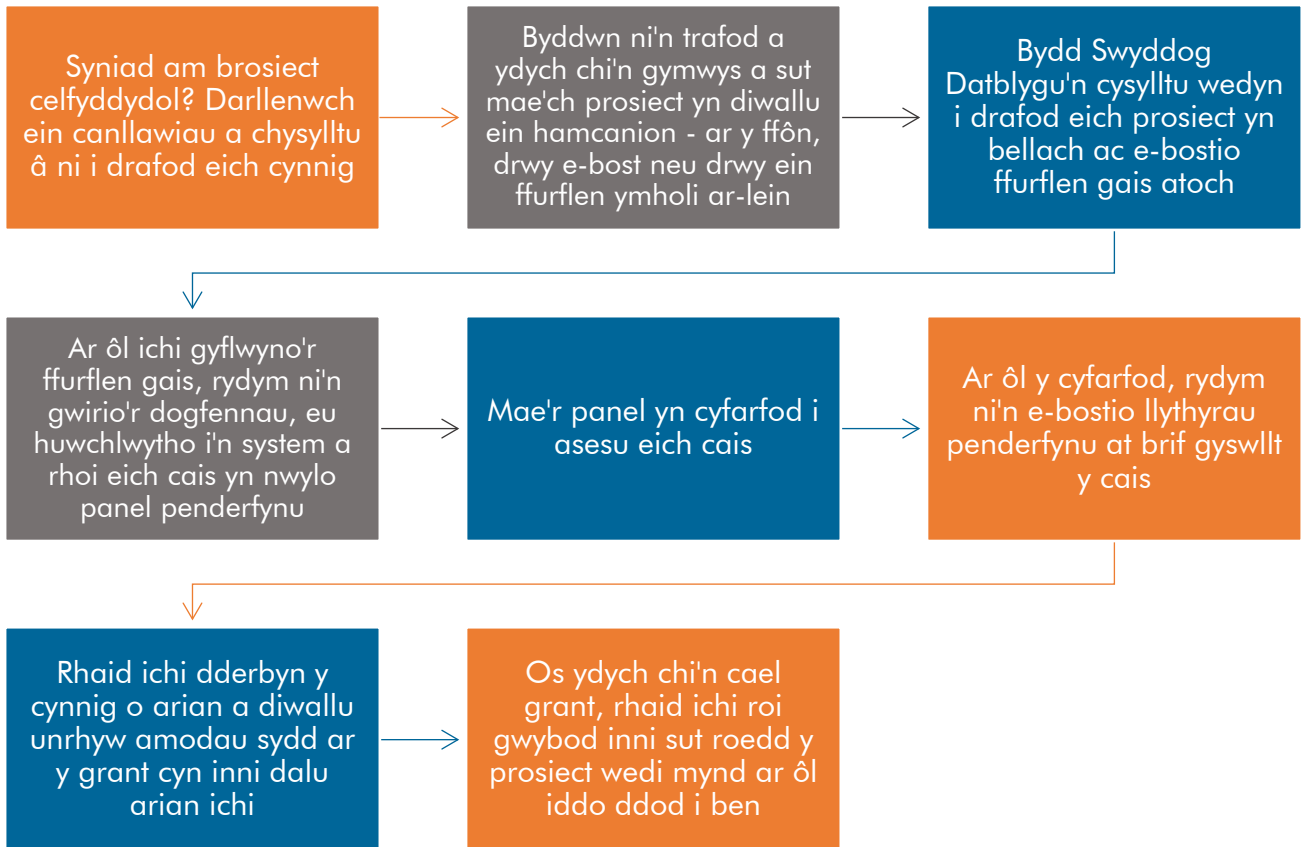 Syniad am brosiect
celfyddydol? Darllenwch
ein canllawiau a chysylltu
â ni i drafod eich cynnig
Byddwn ni'n trafod a
ydych chi'n gymwys a sut
mae'ch prosiect yn diwallu
ein hamcanion - ar y ffôn,
drwy e-bost neu drwy ein
ffurflen ymholi ar-lein
Bydd Swyddog
Datblygu'n cysylltu wedyn
i drafod eich prosiect yn
bellach ac e-bostio
ffurflen gais atoch
Ar ôl ichi gyflwyno'r
ffurflen gais, rydym ni'n
gwirio'r dogfennau, eu
huwchlwytho i'n system a
rhoi eich cais yn nwylo
panel penderfynu
Mae'r panel yn cyfarfod i
asesu eich cais
Ar ôl y cyfarfod, rydym
ni'n e-bostio llythyrau
penderfynu at brif gyswllt
y cais
Rhaid ichi dderbyn y
cynnig o arian a diwallu
unrhyw amodau sydd ar
y grant cyn inni dalu
arian ichi
Os ydych chi'n cael
grant, rhaid ichi roi
gwybod inni sut roedd y
prosiect wedi mynd ar ôl
iddo ddod i ben